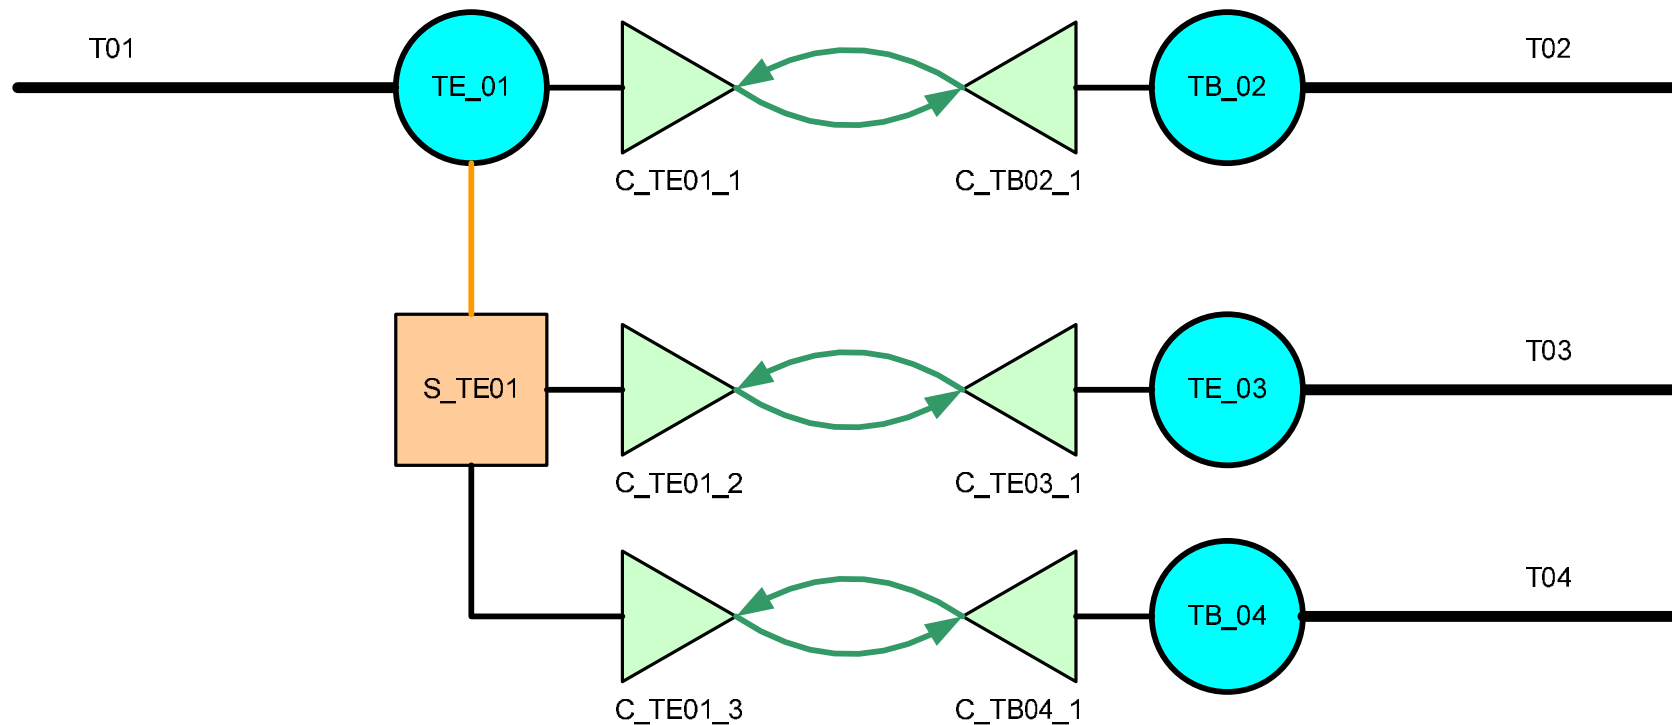 T01
TE_01
TB_02
T02
C_TE01_1
C_TB02_1
S_TE01
TE_03
T03
C_TE01_2
C_TE03_1
TB_04
T04
C_TE01_3
C_TB04_1